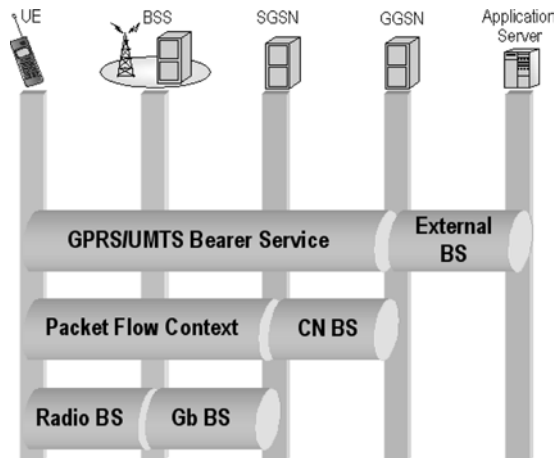 UE
BSS
SGSN
GGSN
Application
Server
GPRS/UMTS Bearer Service
External
BS
Packet Flow Context
CN BS
Radio BS
Gb BS